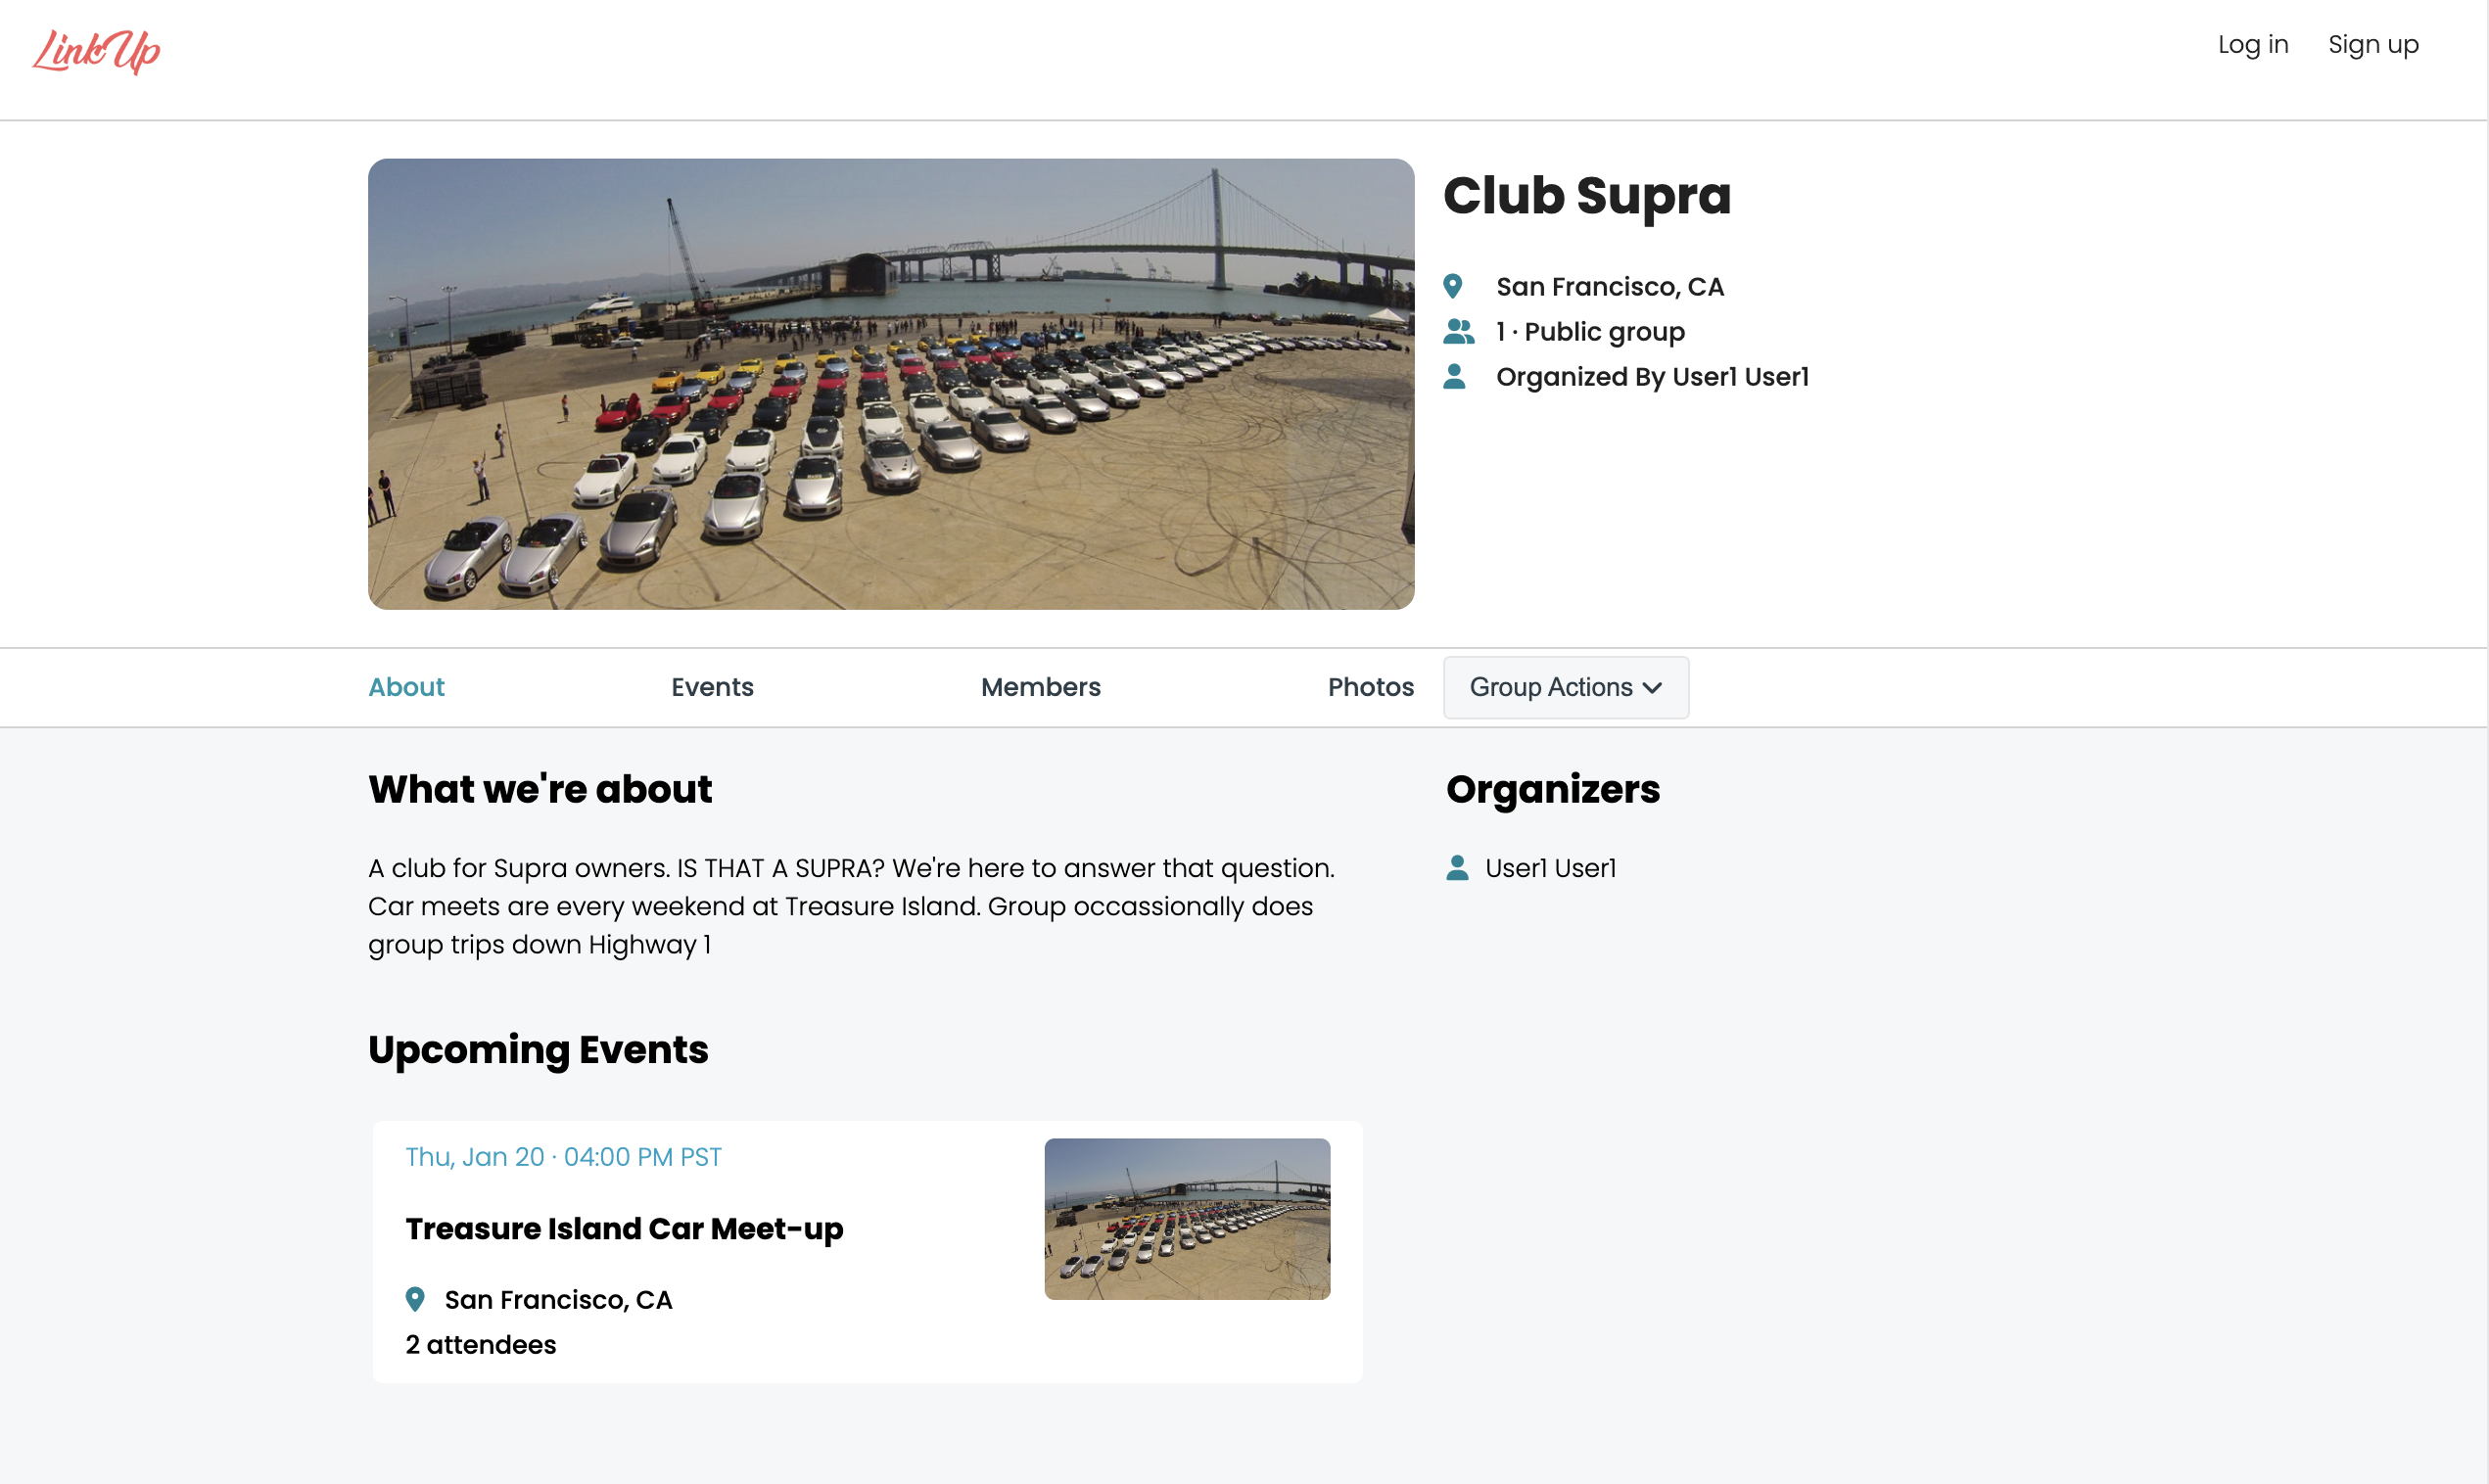 LinkUp
Log in
Sign up
Club Supra
San Francisco, CA
1 · Public group
Organized By User1 User1
About
Events
Members
Photos
Group Actions
What we're about
A club for Supra owners. IS THAT A SUPRA? We're here to answer that question.
Car meets are every weekend at Treasure Island. Group occassionally does
group trips down Highway 1
Organizers
User1 User1
Upcoming Events
Thu, Jan 20 · 04:00 PM PST
Treasure Island Car Meet-up
San Francisco, CA
2 attendees